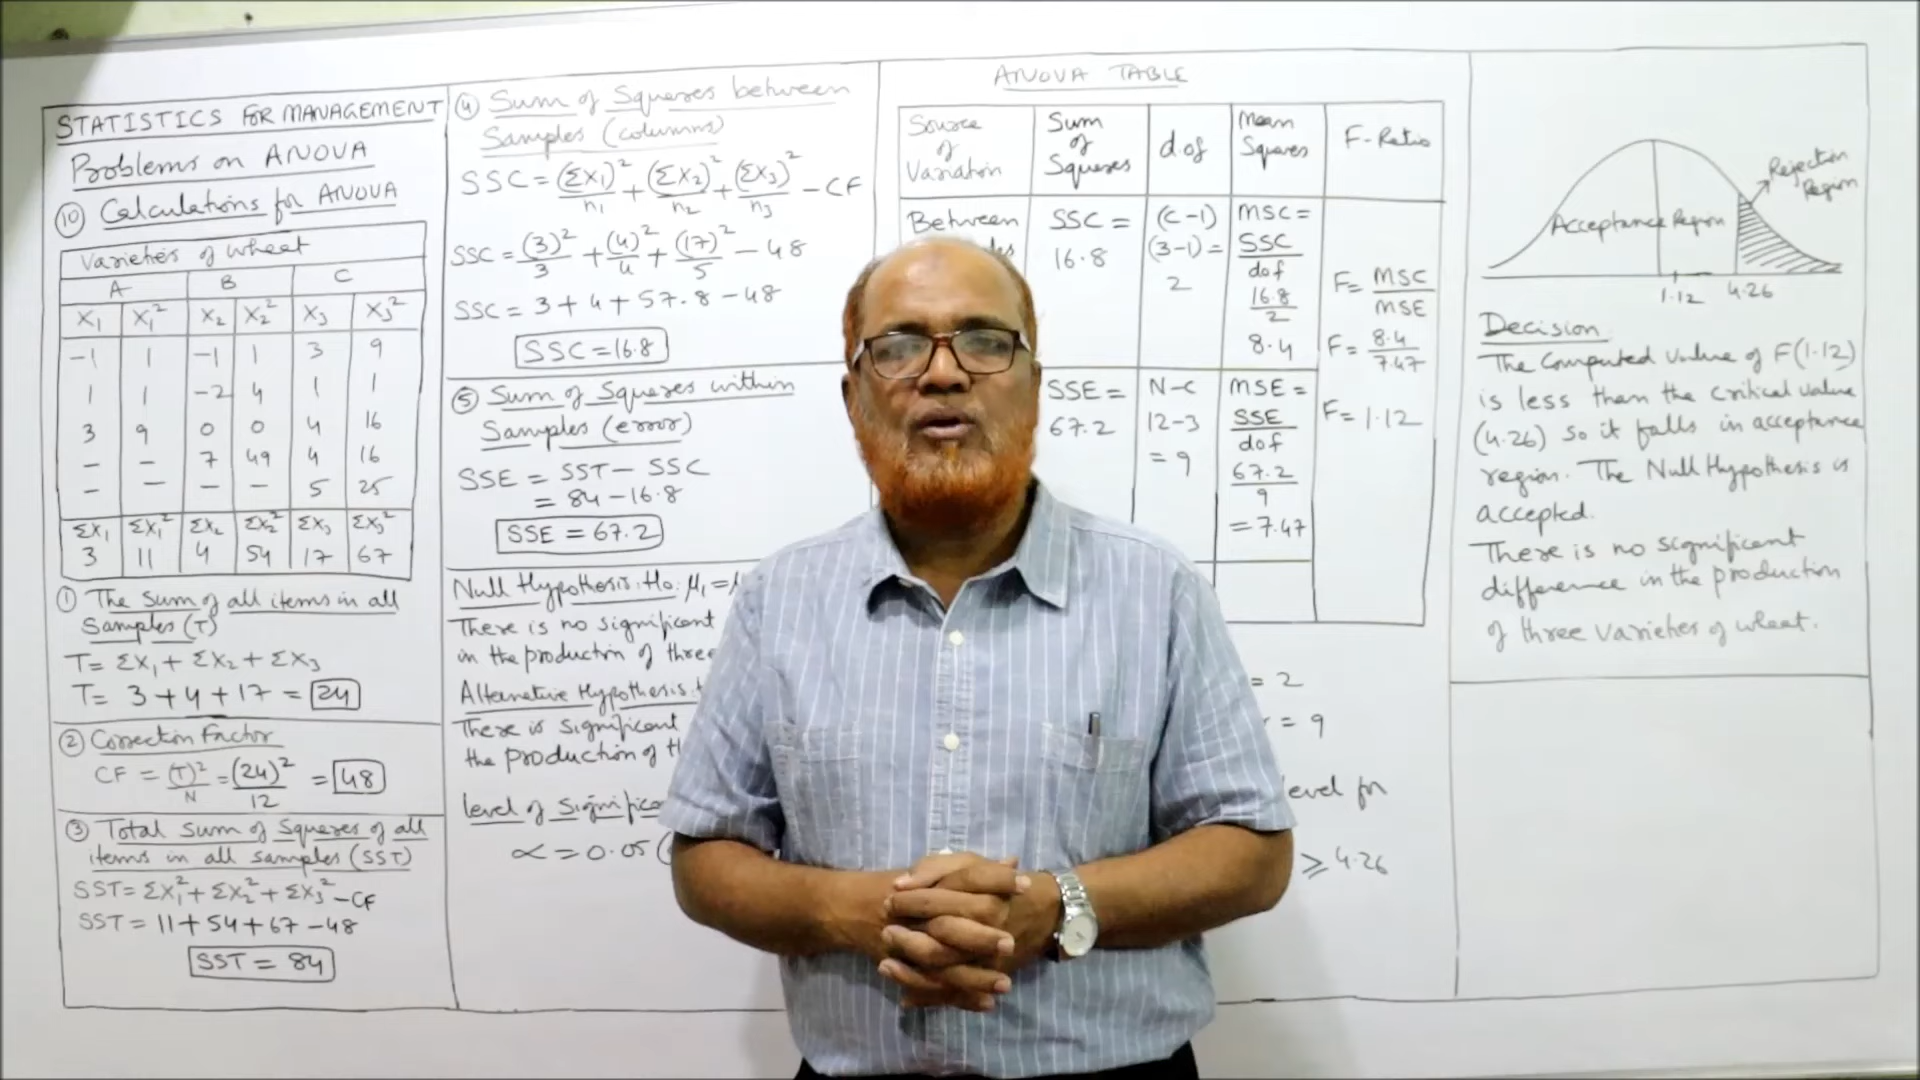 STATISTICS FOR MANAGEMENT
Problems on ANOVA
⑩ Calculations for ANOVA
Varieties of wheat
A B C
X₁ X₁² X₂ X₂² X₃ X₃²
-1 1 -1 1 3 9
1 1 -2 4 1 1
3 9 0 0 4 16
- - 7 49 4 16
- - - - 5 25
ΣX₁ ΣX₁² ΣX₂ ΣX₂² ΣX₃ ΣX₃²
3 11 4 54 17 67
① The Sum of all items in all
Samples (T)
T = ΣX₁ + ΣX₂ + ΣX₃
T = 3 + 4 + 17 = 24
② Correction Factor
CF = (T)²/N = (24)²/12 = 48
③ Total Sum of Squares of all
items in all samples (SST)
SST = ΣX₁² + ΣX₂² + ΣX₃² - CF
SST = 11 + 54 + 67 - 48
SST = 84
④ Sum of Squares between
Samples (columns)
SSC = (ΣX₁)²/n₁ + (ΣX₂)²/n₂ + (ΣX₃)²/n₃ - CF
SSC = (3)²/3 + (4)²/4 + (17)²/5 - 48
SSC = 3 + 4 + 57.8 - 48
SSC = 16.8
⑤ Sum of Squares within
Samples (error)
SSE = SST - SSC
= 84 - 16.8
SSE = 67.2
Null Hypothesis: H₀: μ₁ =
There is no significant
in the production of three
Alternative Hypothesis:
There is significant
the production of
level of
α = 0.05
ANOVA TABLE
Source of Variation
Sum of Squares
d.of
Mean Squares
F-Ratio
Between
SSC =
16.8
(C-1)
(3-1) =
2
MSC =
SSC/dof
16.8/2
8.4
SSE =
67.2
N-C
12-3
= 9
MSE =
SSE/dof
67.2/9
= 7.47
F = MSC/MSE
F = 8.4/7.47
F = 1.12
= 2
= 9
level for
≥ 4.26
Acceptance Region
Rejection
Region
1.12 4.26
Decision
The Computed Value of F(1.12)
is less than the critical value
(4.26) so it falls in acceptance
region. The Null Hypothesis is
accepted.
There is no significant
difference in the production
of three varieties of wheat.